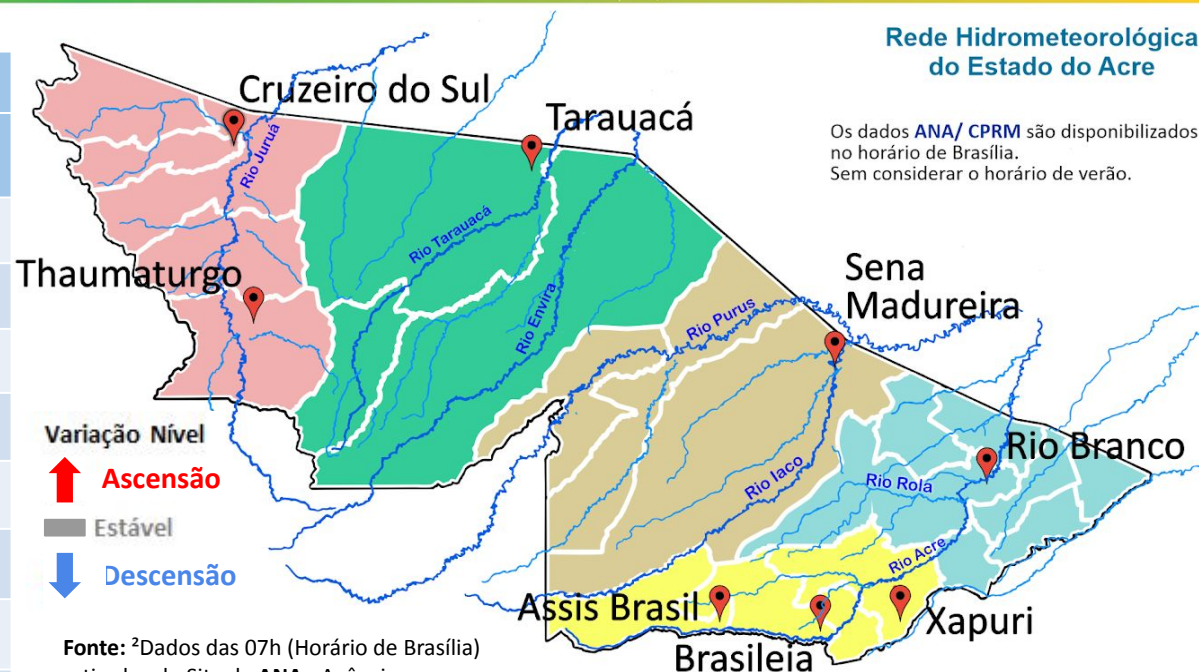 Rede Hidrometeorológica
do Estado do Acre
Os dados ANA/ CPRM são disponibilizados
no horário de Brasília.
Sem considerar o horário de verão.
Cruzeiro do Sul
Tarauacá
Rio Juruá
Rio Tarauacá
Thaumaturgo
Rio Envira
Sena
Madureira
Rio Purus
Variação Nível
Ascensão
Estável
Descensão
Rio Branco
Rio Iaco
Rio Rola
Rio Acre
Assis Brasil
Xapuri
Brasileia
Fonte: ²Dados das 07h (Horário de Brasília)